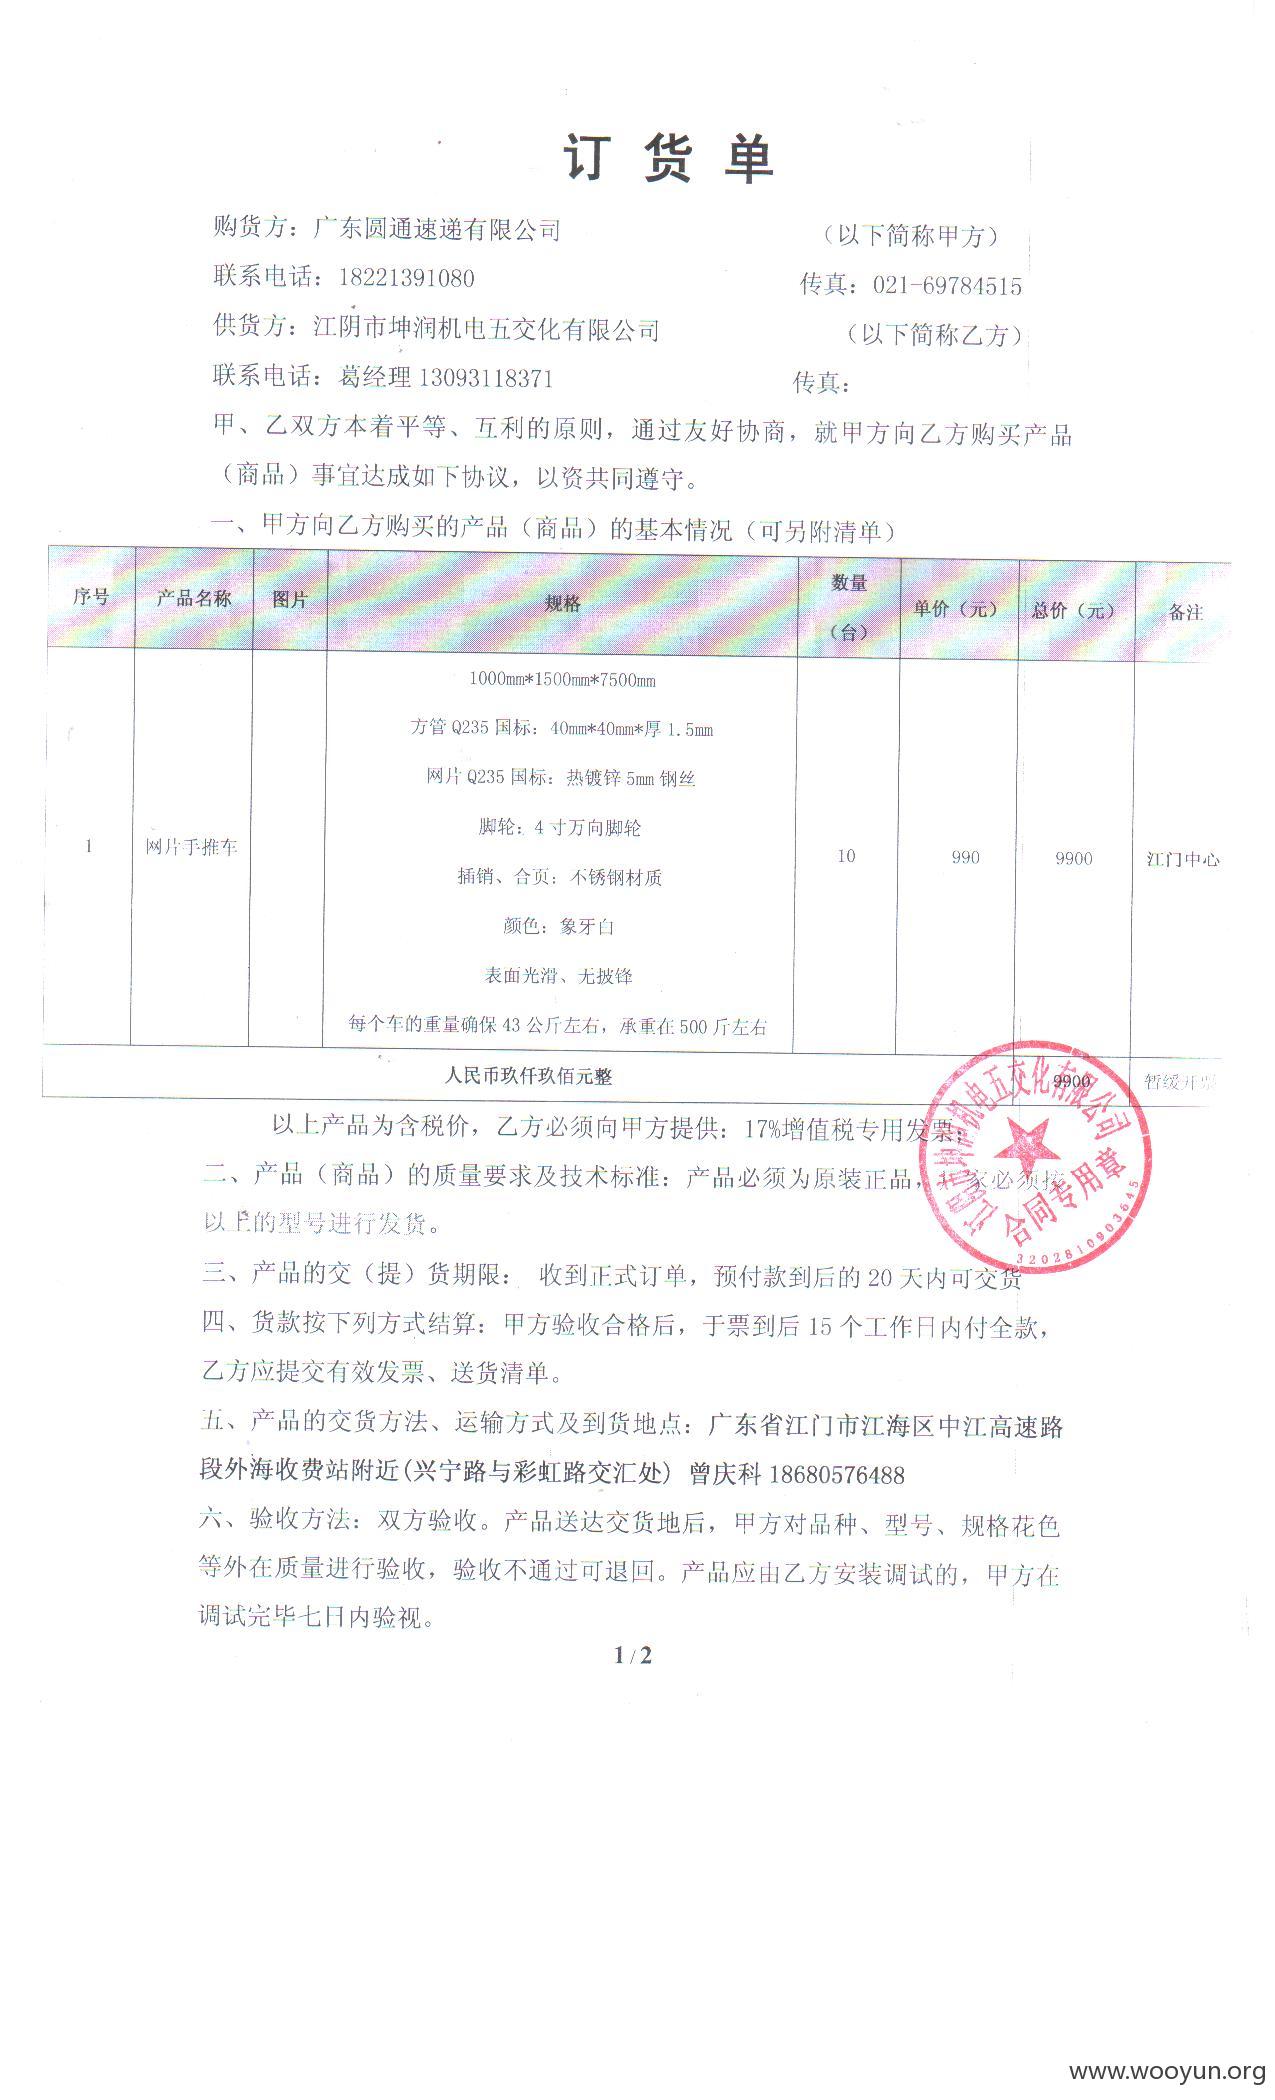 订 货 单
购货方：广东圆通速递有限公司 （以下简称甲方）
联系电话：18221391080 传真：021-69784515
供货方：江阴市坤润机电五交化有限公司 （以下简称乙方）
联系电话：葛经理 13093118371 传真：
甲、乙双方本着平等、互利的原则，通过友好协商，就甲方向乙方购买产品
（商品）事宜达成如下协议，以资共同遵守。
一、甲方向乙方购买的产品（商品）的基本情况（可另附清单）
序号 产品名称 图片 规格 数量（台） 单价（元） 总价（元） 备注
1000mm*1500mm*7500mm
方管 Q235 国标：40mm*40mm*厚 1.5mm
网片 Q235 国标：热镀锌 5mm 钢丝
脚轮：4 寸万向脚轮
1 网片手推车 10 990 9900 江门中心
插销、合页：不锈钢材质
颜色：象牙白
表面光滑、无披锋
每个车的重量确保 43 公斤左右，承重在 500 斤左右
人民币玖仟玖佰元整 9900 暂缓开票
以上产品为含税价，乙方必须向甲方提供：17%增值税专用发票；
二、产品（商品）的质量要求及技术标准：产品必须为原装正品，家必须按
以上的型号进行发货。
江阴市坤润机电五交化有限公司
合同专用章
3202810903645
三、产品的交（提）货期限： 收到正式订单，预付款到后的 20 天内可交货
四、货款按下列方式结算：甲方验收合格后，于票到后 15 个工作日内付全款，
乙方应提交有效发票、送货清单。
五、产品的交货方法、运输方式及到货地点：广东省江门市江海区中江高速路
段外海收费站附近(兴宁路与彩虹路交汇处) 曾庆科 18680576488
六、验收方法：双方验收。产品送达交货地后，甲方对品种、型号、规格花色
等外在质量进行验收，验收不通过可退回。产品应由乙方安装调试的，甲方在
调试完毕七日内验视。
1 / 2
www.wooyun.org